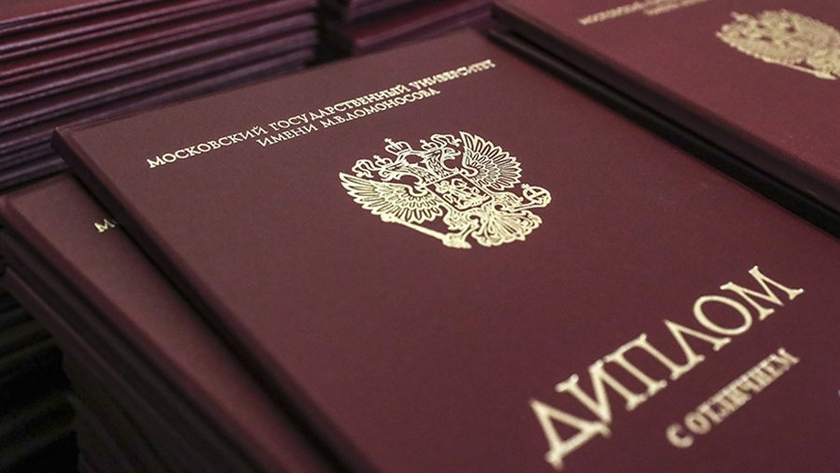 МОСКОВСКИЙ ГОСУДАРСТВЕННЫЙ УНИВЕРСИТЕТ
ИМЕНИ М.В.ЛОМОНОСОВА
ДИПЛОМ
С ОТЛИЧИЕМ